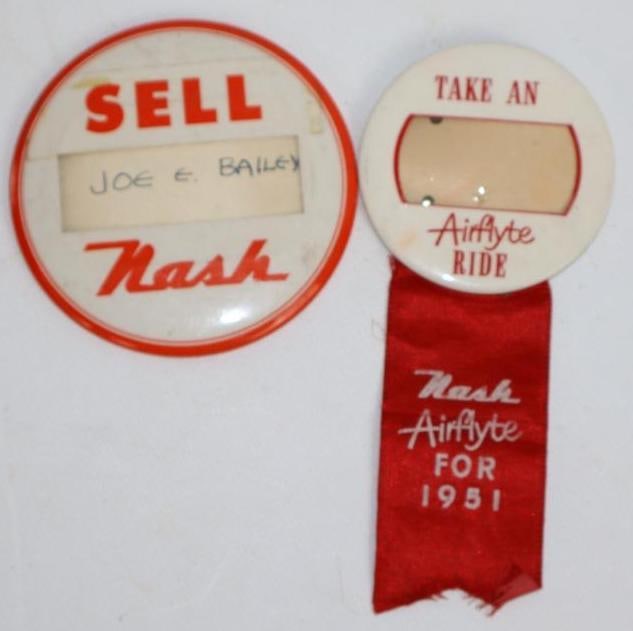 SELL
JOE E. BAILEY
Nash
TAKE AN
Airflyte
RIDE
Nash
Airflyte
FOR
1951